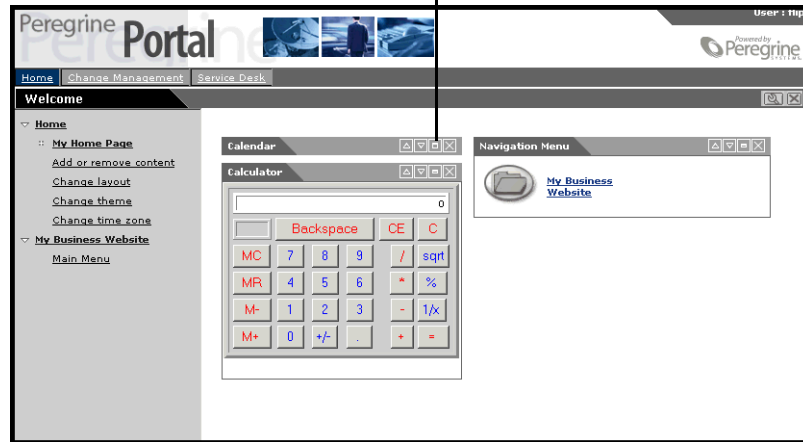 User : flip
Peregrine Portal
Powered by
Peregrine
SYSTEMS
Home Change Management Service Desk
Welcome
Home
My Home Page
Add or remove content
Change layout
Change theme
Change time zone
My Business Website
Main Menu
Calendar
Calculator
0
Backspace CE C
MC 7 8 9 / sqrt
MR 4 5 6 * %
M- 1 2 3 - 1/x
M+ 0 +/- . + =
Navigation Menu
My Business
Website